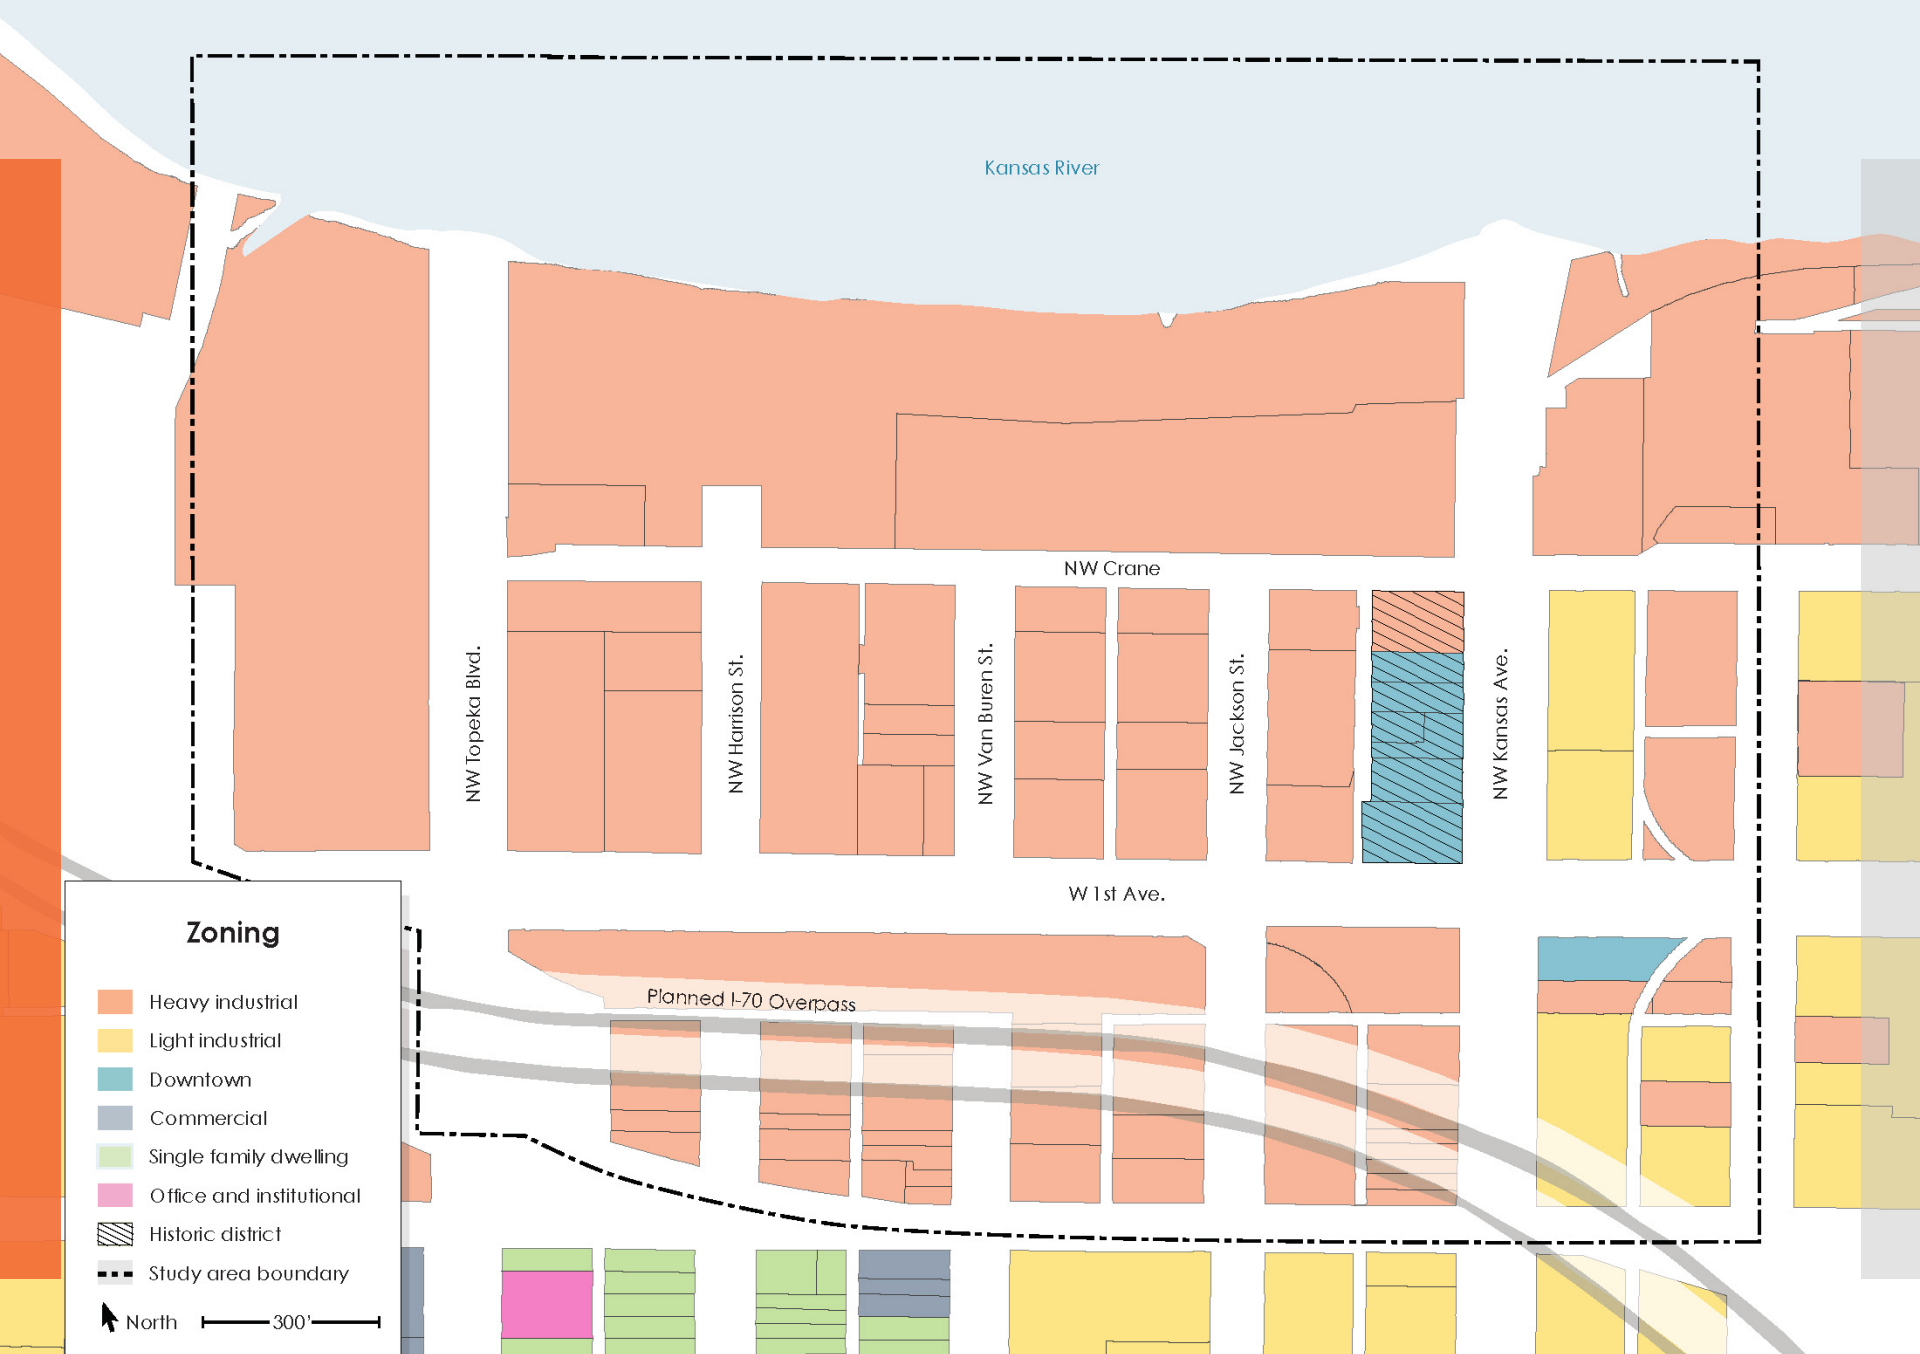 Kansas River
NW Crane
NW Topeka Blvd.
NW Harrison St.
NW Van Buren St.
NW Jackson St.
NW Kansas Ave.
W 1st Ave.
Planned I-70 Overpass
Zoning
Heavy industrial
Light industrial
Downtown
Commercial
Single family dwelling
Office and institutional
Historic district
Study area boundary
North 300'